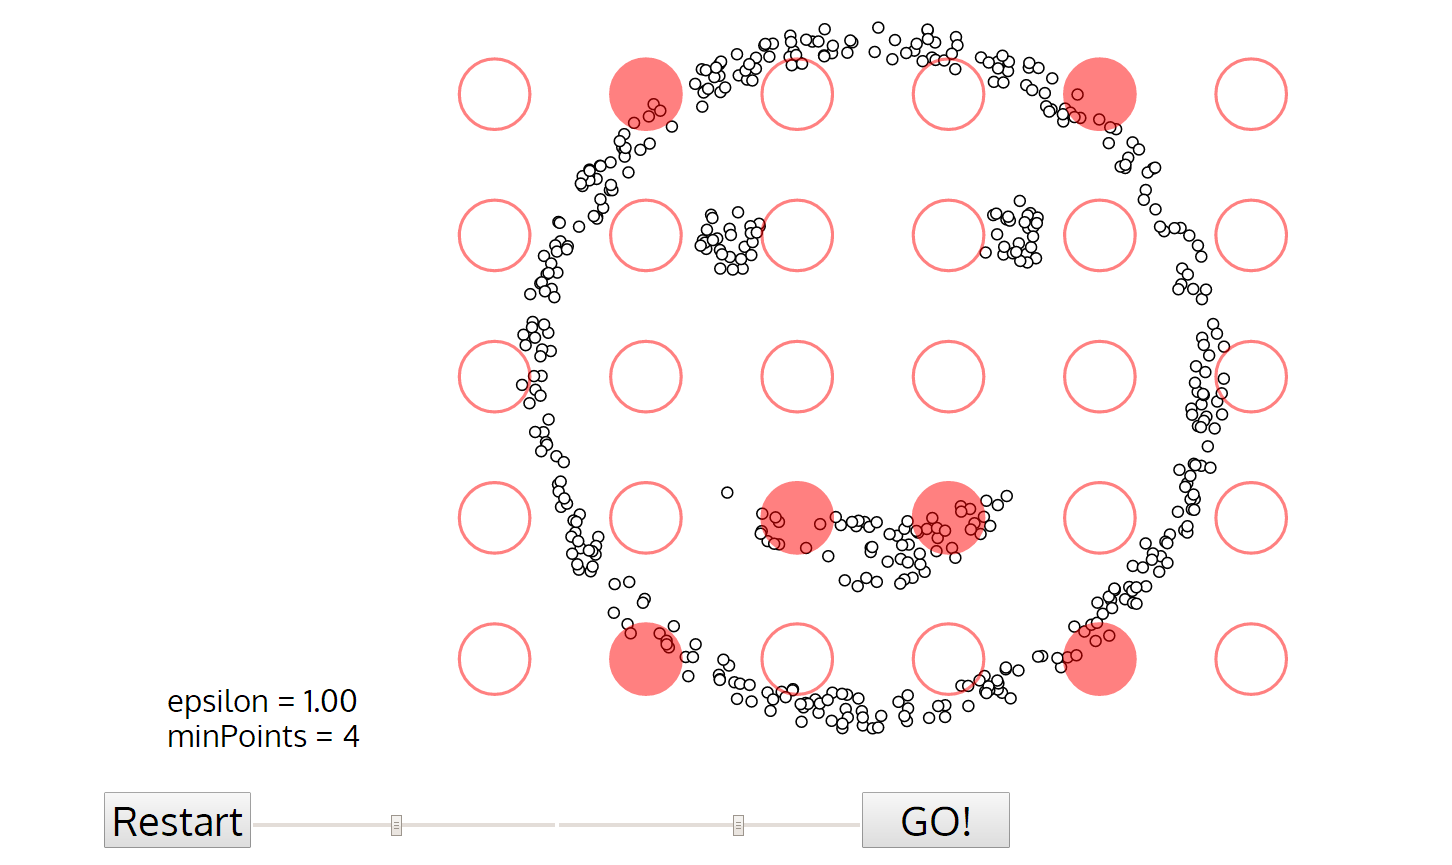 epsilon = 1.00
minPoints = 4
Restart
GO!